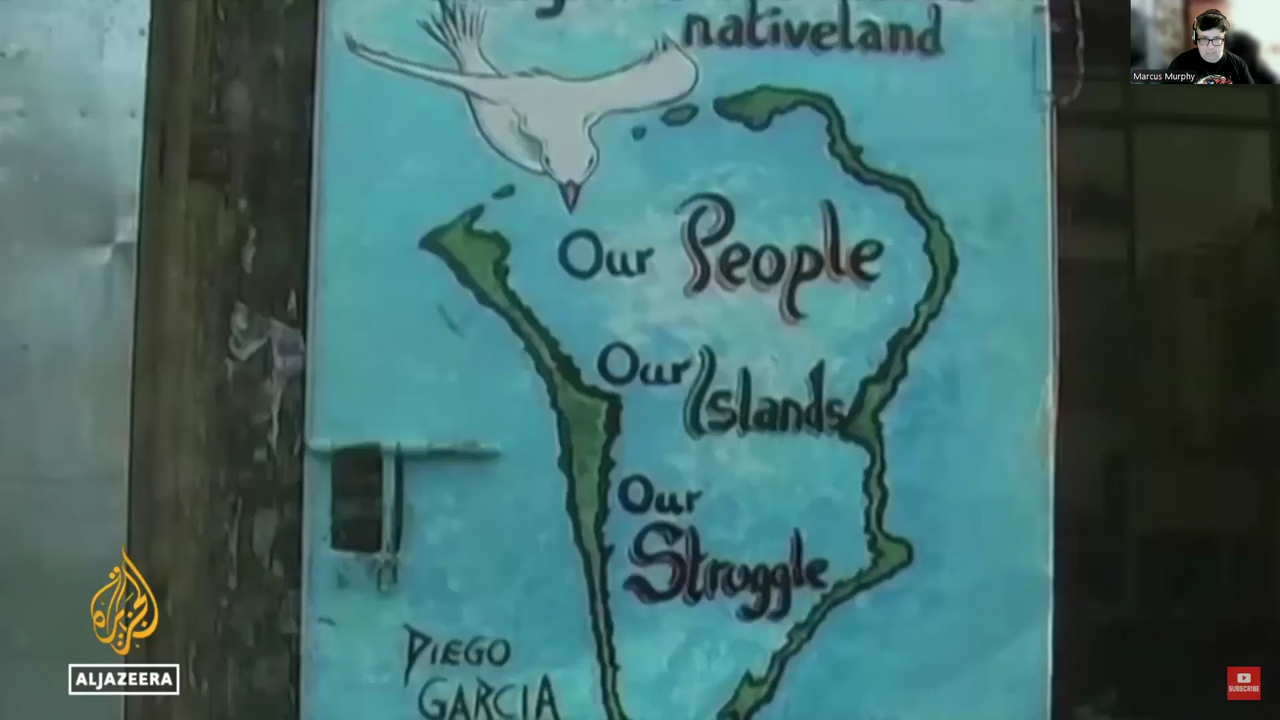 nativeland
Marcus Murphy
Our People
Our Islands
Our
Struggle
DIEGO
GARCIA
ALJAZEERA
SUBSCRIBE